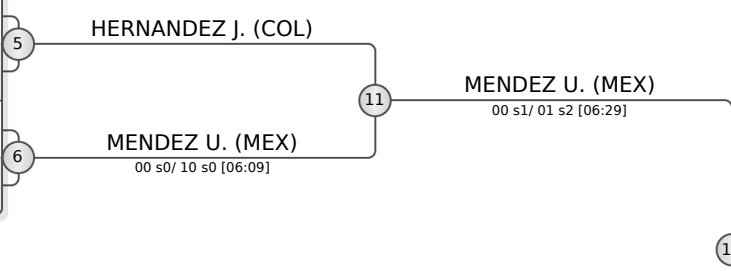 HERNANDEZ J. (COL)
5
MENDEZ U. (MEX)
11
00 s1/ 01 s2 [06:29]
MENDEZ U. (MEX)
6
00 s0/ 10 s0 [06:09]